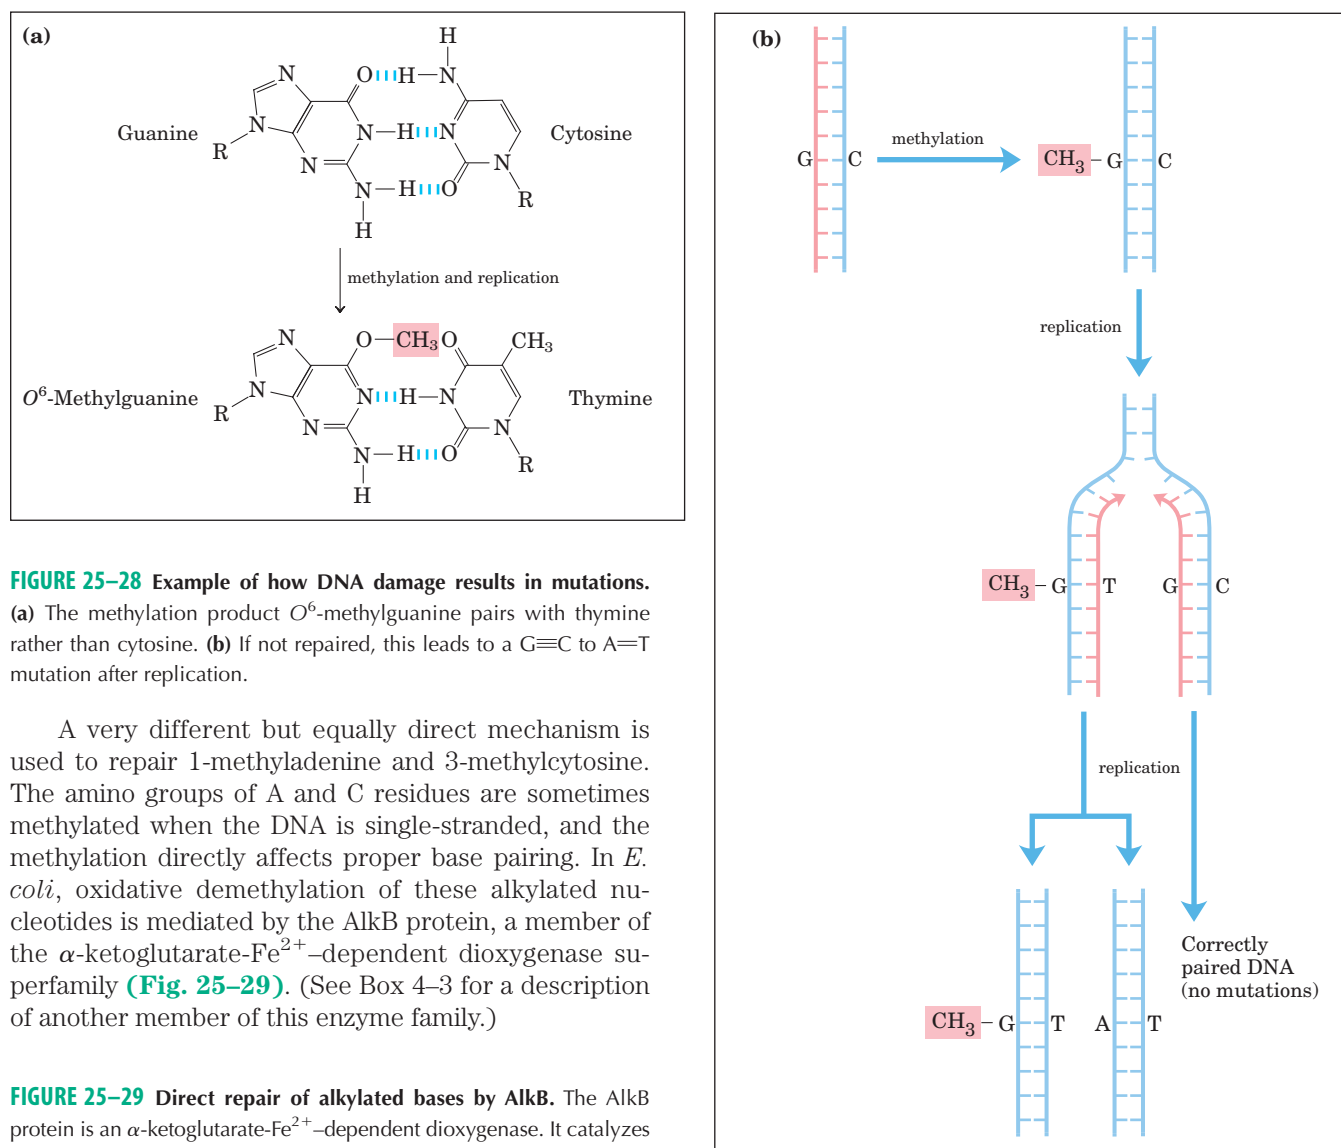 (a)
H
N
O
H
N
Guanine
N
N
H
N
Cytosine
R
N
N
N
H
O
R
H
methylation and replication
N
O
CH3
O
CH3
O6-Methylguanine
N
N
H
N
Thymine
R
N
N
N
H
O
R
H
FIGURE 25–28 Example of how DNA damage results in mutations.
(a) The methylation product O6-methylguanine pairs with thymine
rather than cytosine. (b) If not repaired, this leads to a G≡C to A=T
mutation after replication.
A very different but equally direct mechanism is
used to repair 1-methyladenine and 3-methylcytosine.
The amino groups of A and C residues are sometimes
methylated when the DNA is single-stranded, and the
methylation directly affects proper base pairing. In E.
coli, oxidative demethylation of these alkylated nu-
cleotides is mediated by the AlkB protein, a member of
the α-ketoglutarate-Fe2+–dependent dioxygenase su-
perfamily (Fig. 25–29). (See Box 4–3 for a description
of another member of this enzyme family.)
FIGURE 25–29 Direct repair of alkylated bases by AlkB. The AlkB
protein is an α-ketoglutarate-Fe2+–dependent dioxygenase. It catalyzes
(b)
G C
methylation
CH3–G C
replication
CH3–G T G C
replication
Correctly
paired DNA
(no mutations)
CH3–G T A T